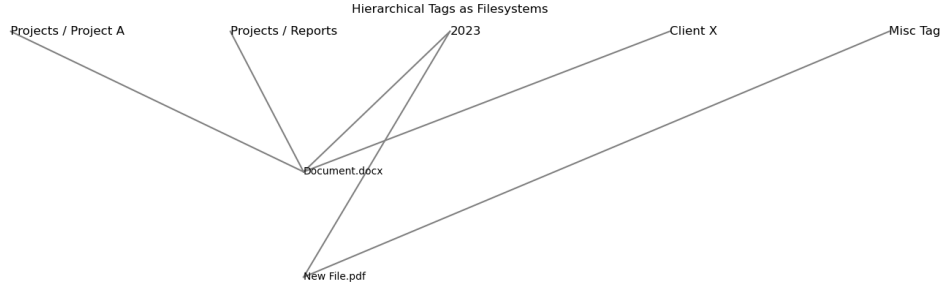 Hierarchical Tags as Filesystems
Projects / Project A
Projects / Reports
2023
Client X
Misc Tag
Document.docx
New File.pdf